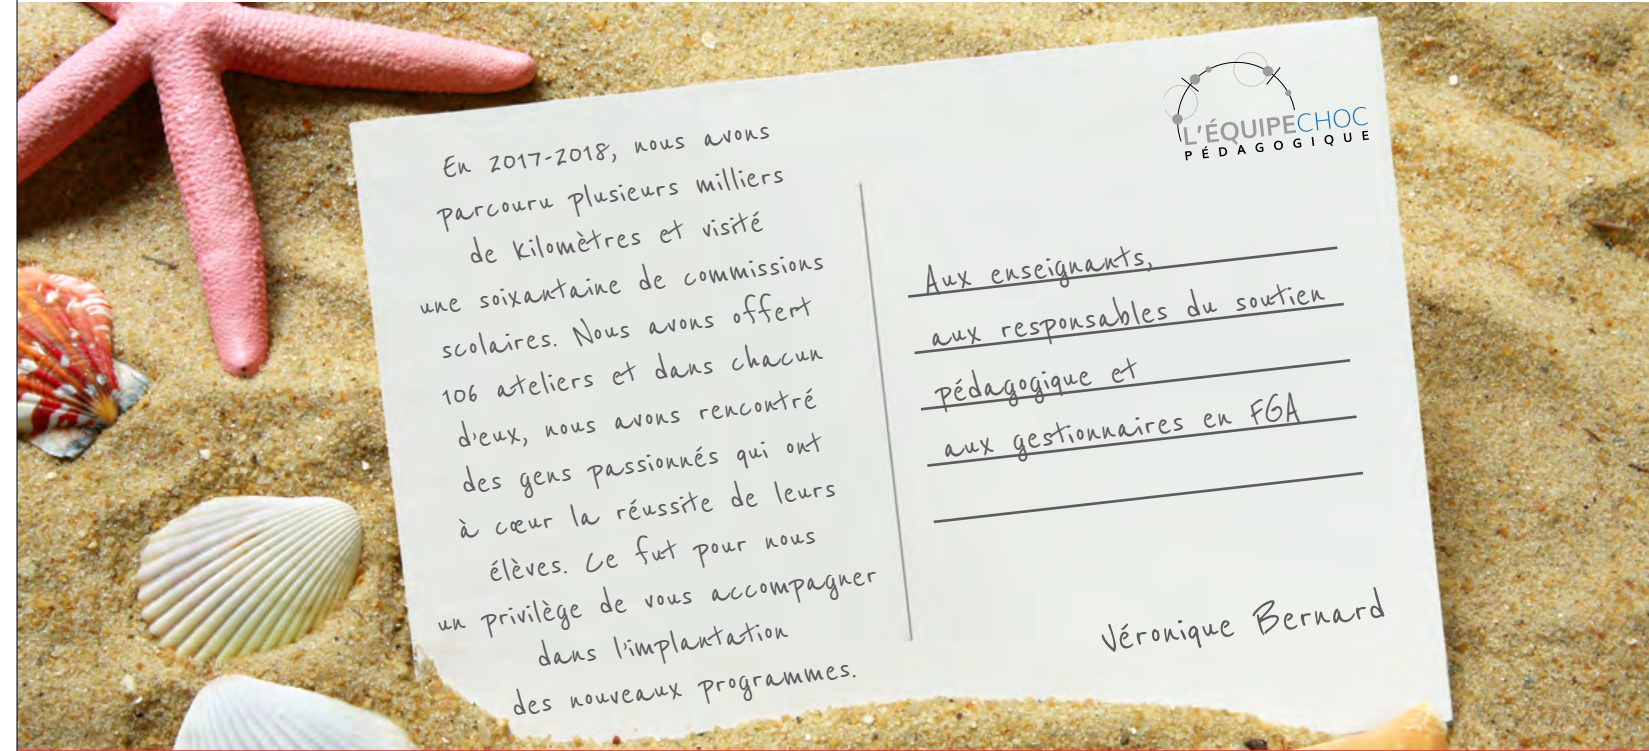 En 2017-2018, nous avons
parcouru plusieurs milliers
de kilomètres et visité
une soixantaine de commissions
scolaires. Nous avons offert
106 ateliers et dans chacun
d'eux, nous avons rencontré
des gens passionnés qui ont
à cœur la réussite de leurs
élèves. Ce fut pour nous
un privilège de vous accompagner
dans l'implantation
des nouveaux programmes.
L'ÉQUIPECHOC
PÉDAGOGIQUE
Aux enseignants,
aux responsables du soutien
pédagogique et
aux gestionnaires en FGA
Véronique Bernard